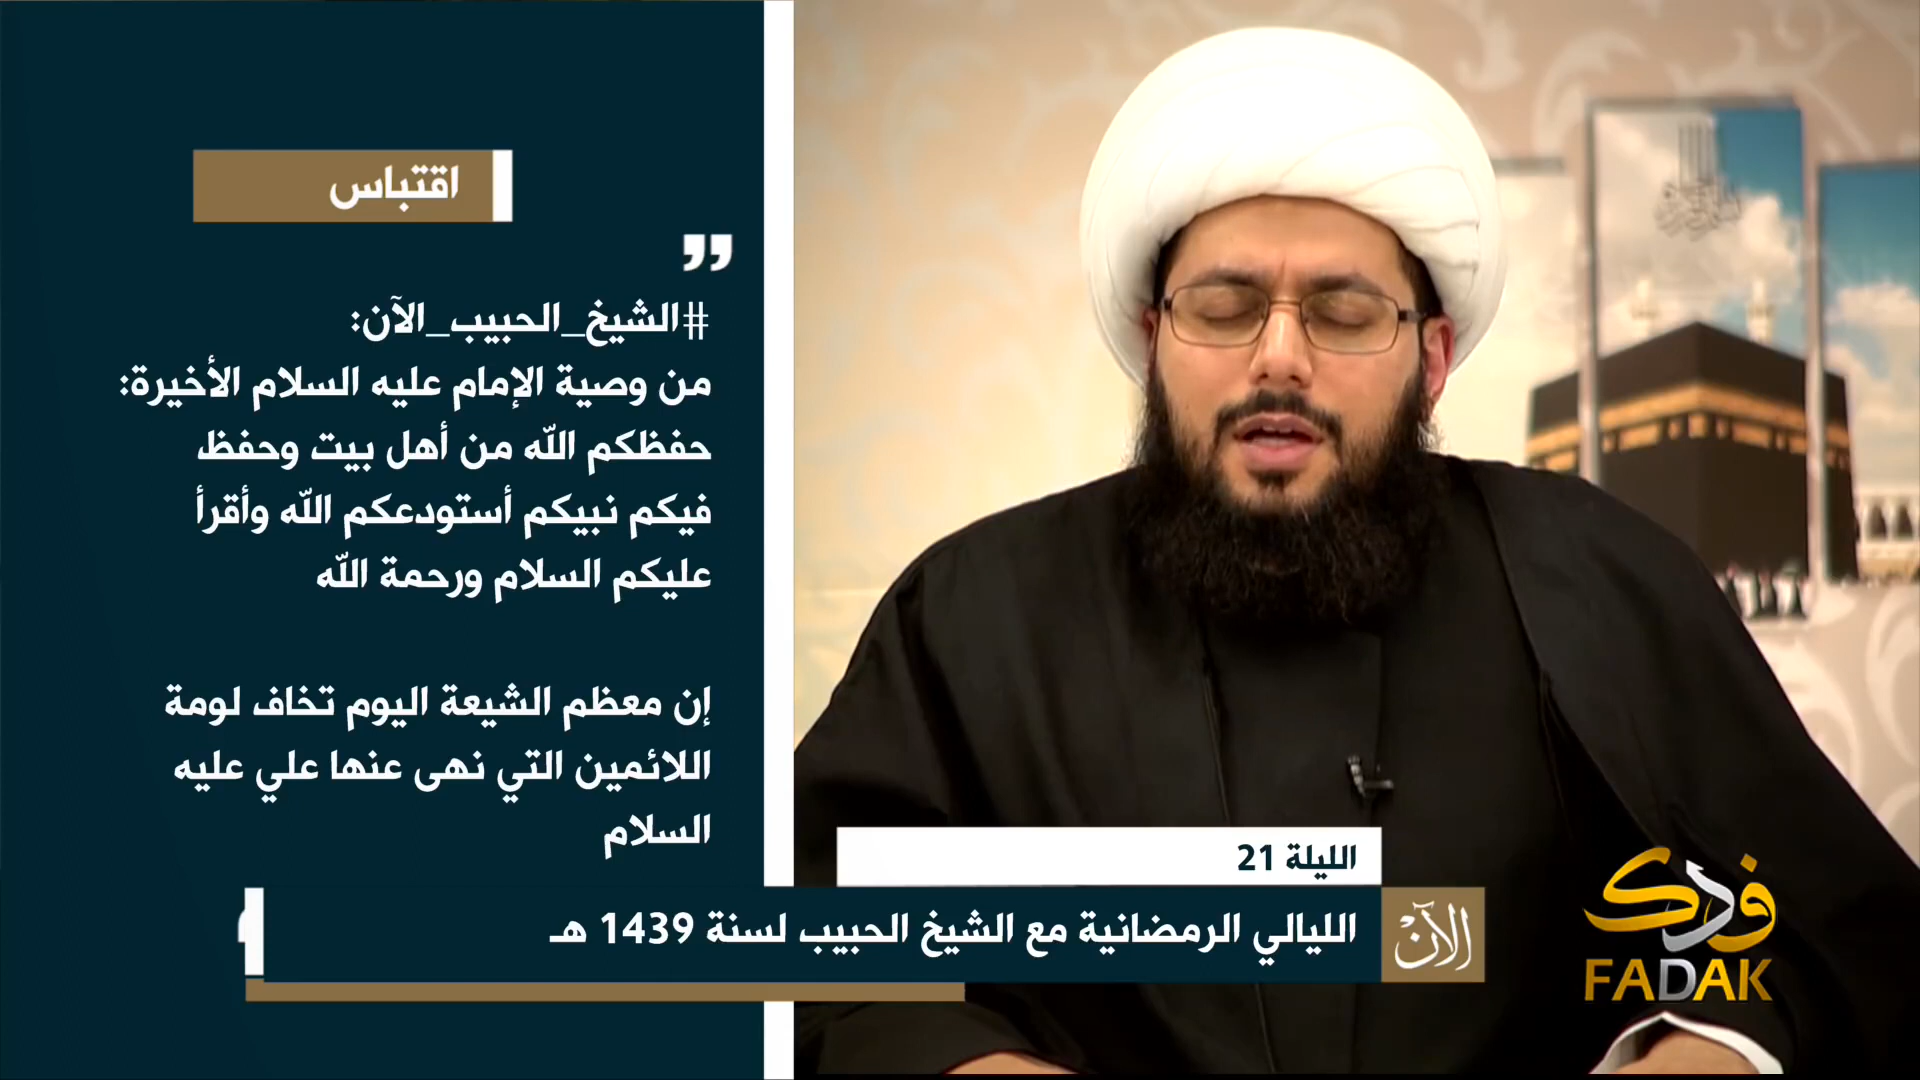 اقتباس
”
#الشيخ_الحبيب_الآن:
من وصية الإمام عليه السلام الأخيرة:
حفظكم الله من أهل بيت وحفظ
فيكم نبيكم أستودعكم الله وأقرأ
عليكم السلام ورحمة الله
إن معظم الشيعة اليوم تخاف لومة
اللائمين التي نهى عنها علي عليه
السلام
الليلة 21
الآن
الليالي الرمضانية مع الشيخ الحبيب لسنة 1439 هـ
فدك
FADAK